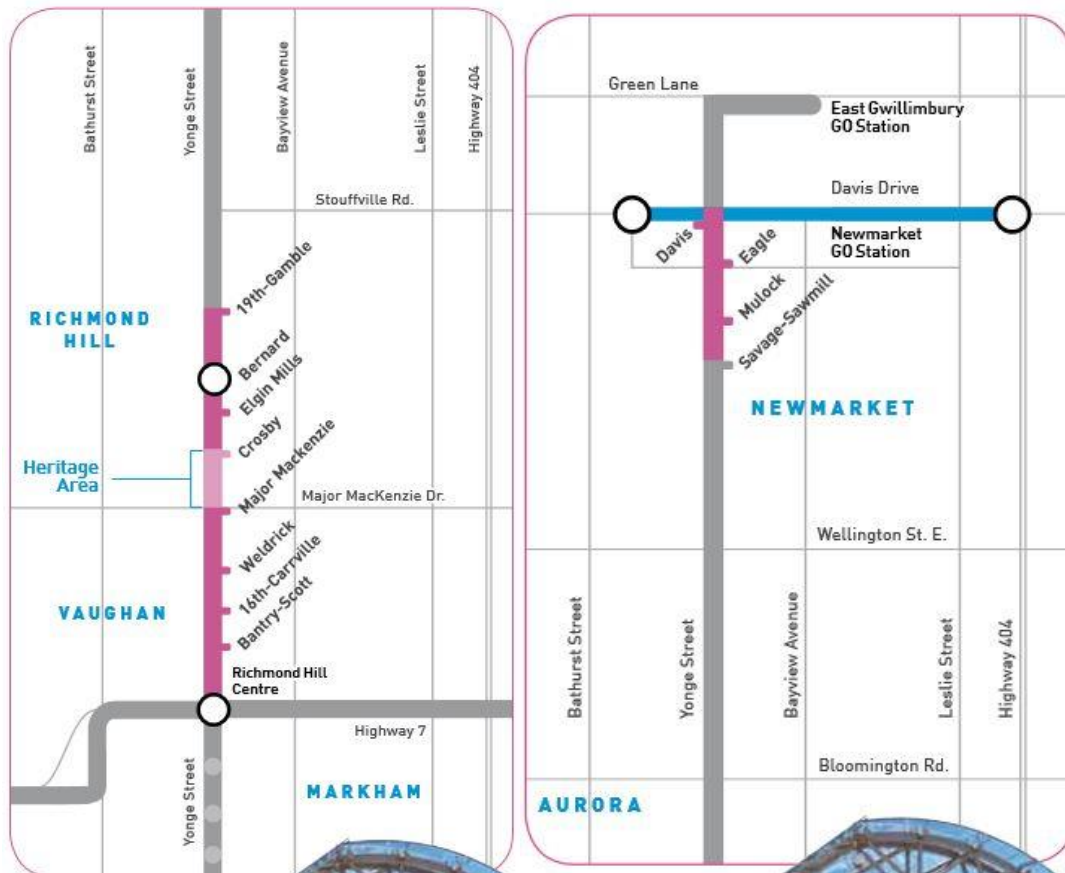 Bathurst Street
Yonge Street
Bayview Avenue
Leslie Street
Highway 404
Stouffville Rd.
19th-Gamble
RICHMOND
HILL
Bernard
Elgin Mills
Crosby
Heritage
Area
Major Mackenzie
Major MacKenzie Dr.
Weldrick
16th-Carrville
Bantry-Scott
VAUGHAN
Richmond Hill
Centre
Highway 7
Yonge Street
MARKHAM
Green Lane
East Gwillimbury
GO Station
Davis Drive
Newmarket
GO Station
Davis
Eagle
Mulock
Savage-Sawmill
NEWMARKET
Wellington St. E.
Bathurst Street
Yonge Street
Bayview Avenue
Leslie Street
Highway 404
Bloomington Rd.
AURORA